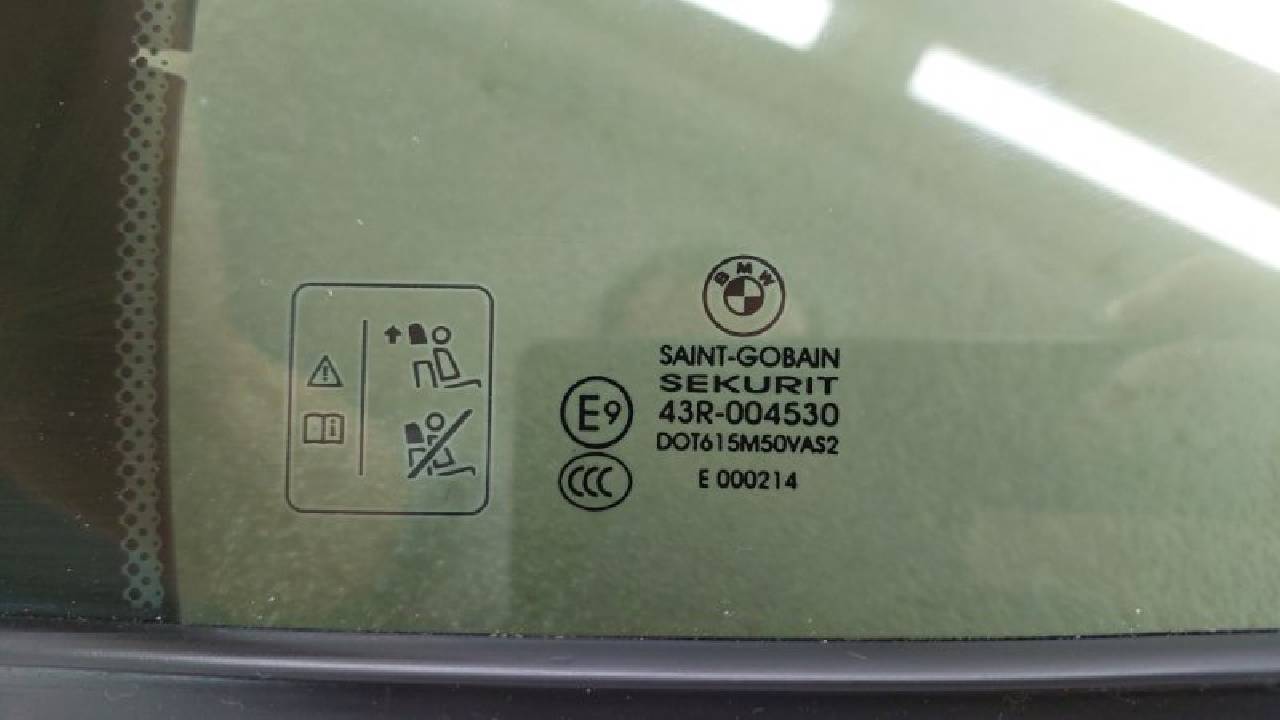 BMW
SAINT-GOBAIN
SEKURIT
E9 43R-004530
DOT615M50VAS2
CCC E 000214